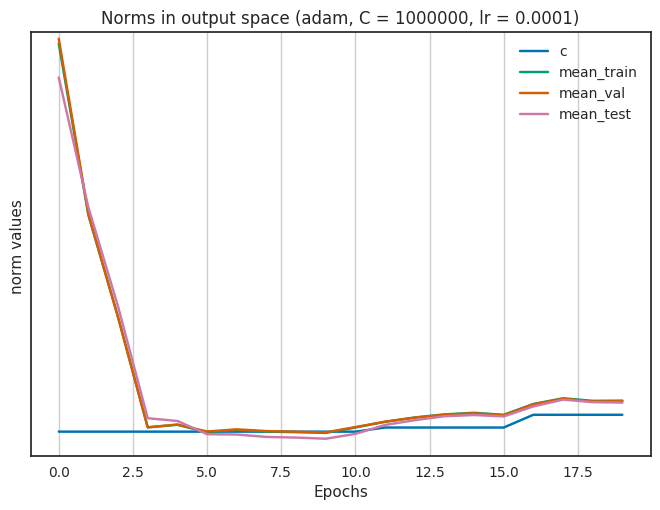 Norms in output space (adam, C = 1000000, lr = 0.0001)
c
mean_train
mean_val
mean_test
norm values
0.0 2.5 5.0 7.5 10.0 12.5 15.0 17.5
Epochs